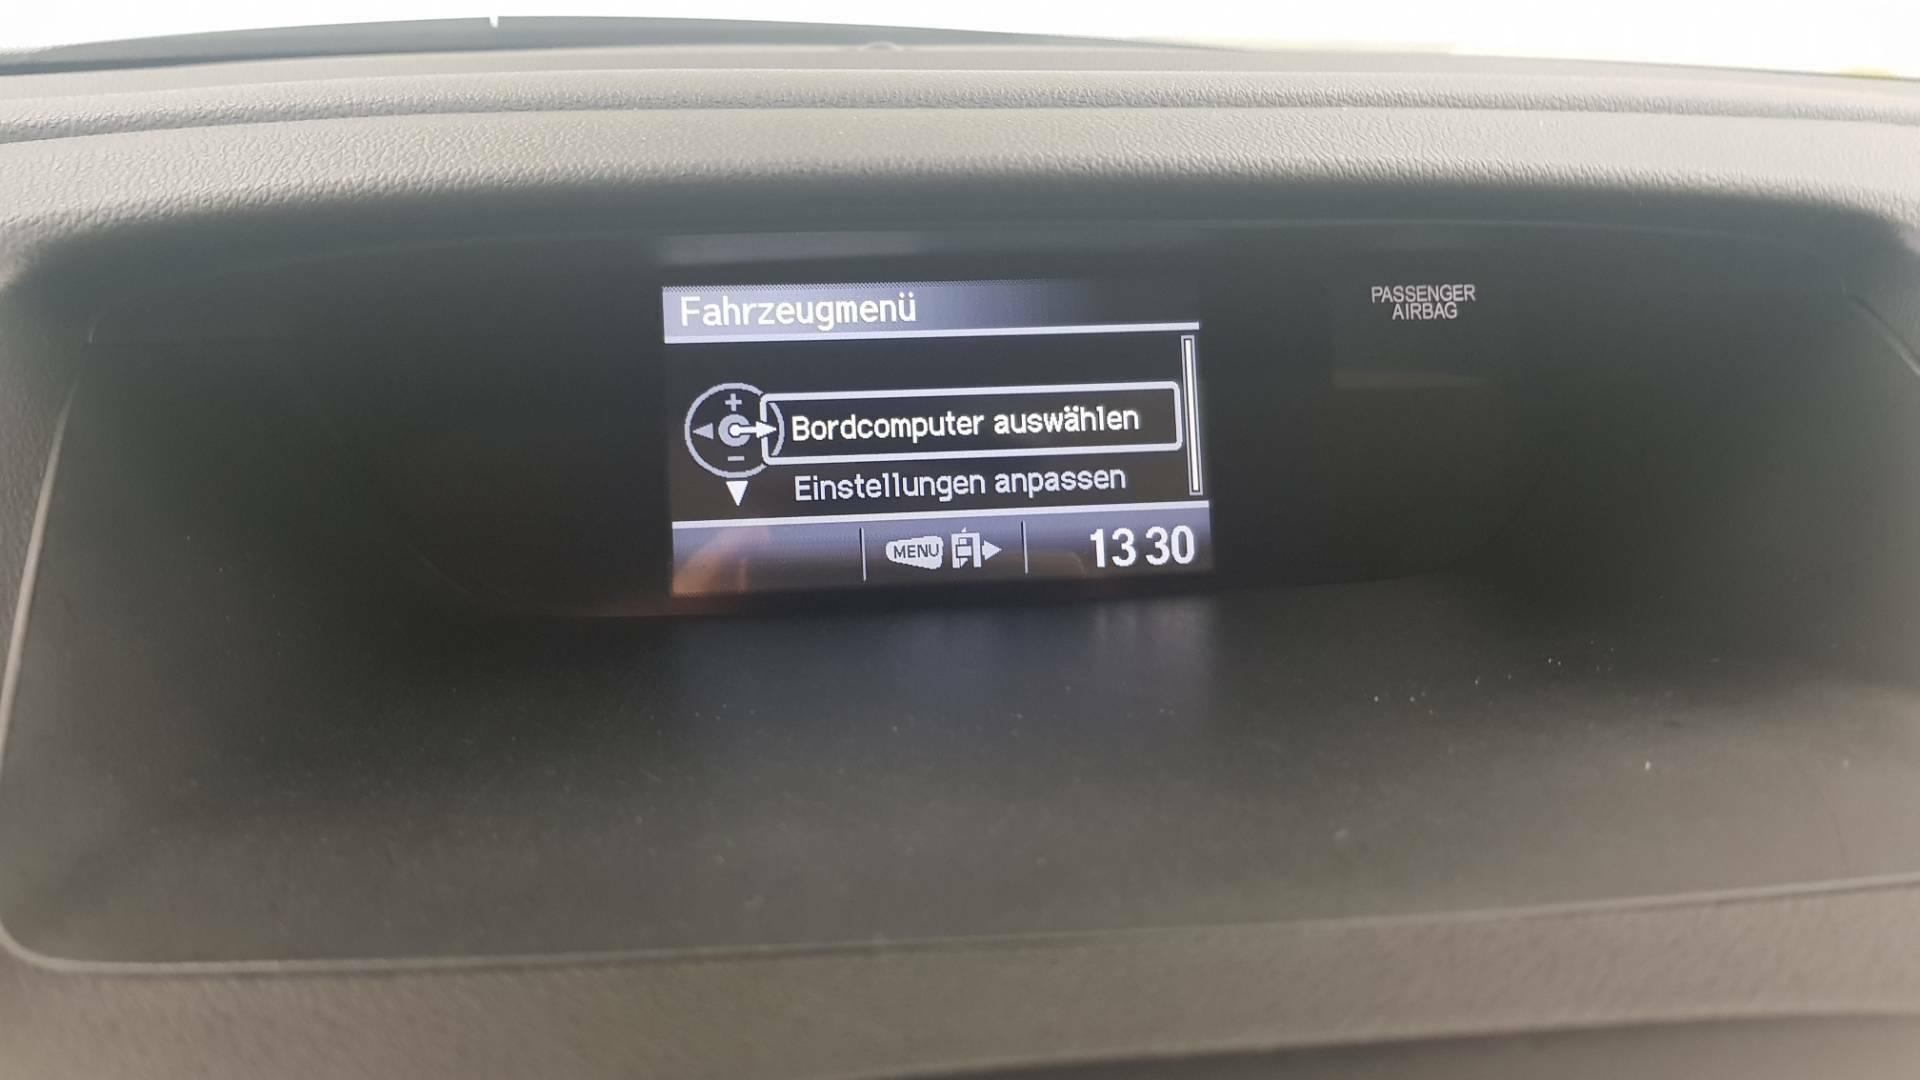 Fahrzeugmenü
PASSENGER
AIRBAG
Bordcomputer auswählen
Einstellungen anpassen
MENU
13 30